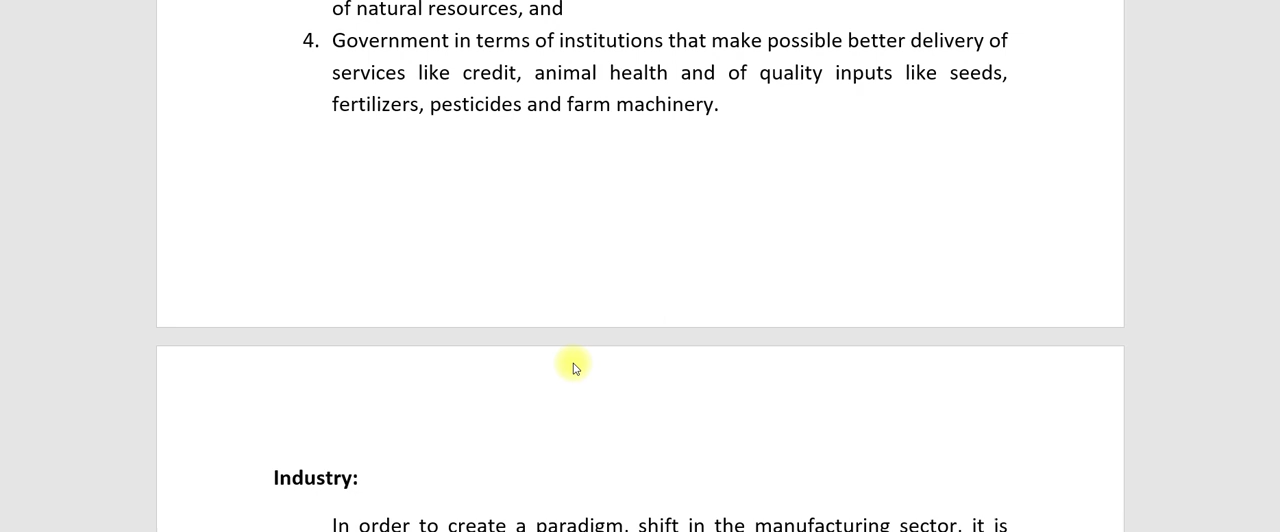 of natural resources, and
4. Government in terms of institutions that make possible better delivery of
services like credit, animal health and of quality inputs like seeds,
fertilizers, pesticides and farm machinery.
Industry:
In order to create a paradigm, shift in the manufacturing sector, it is